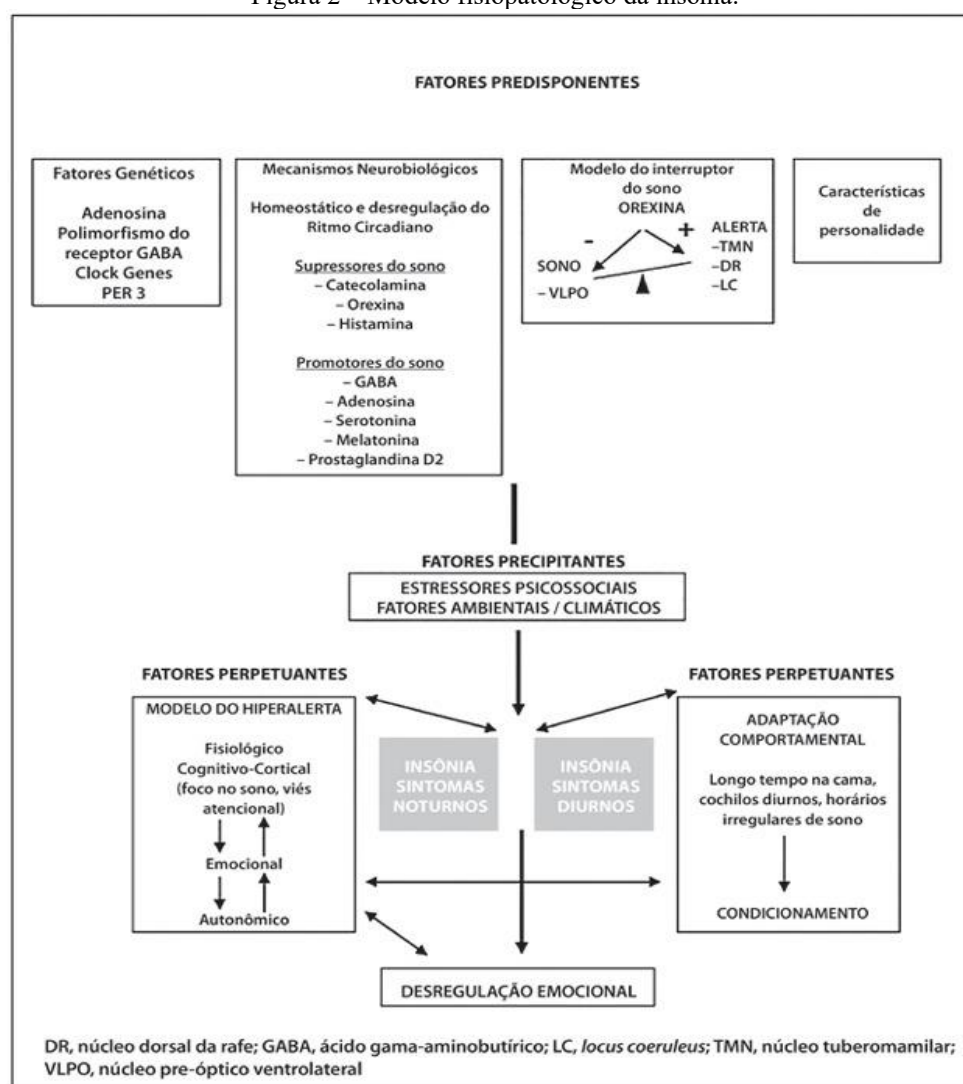 Figura 2 – Modelo fisiopatológico da insônia.
FATORES PREDISPONENTES
Fatores Genéticos
Adenosina
Polimorfismo do
receptor GABA
Clock Genes
PER 3
Mecanismos Neurobiológicos
Homeostático e desregulação do
Ritmo Circadiano
Supressores do sono
– Catecolamina
– Orexina
– Histamina
Promotores do sono
– GABA
– Adenosina
– Serotonina
– Melatonina
– Prostaglandina D2
Modelo do interruptor
do sono
OREXINA
- +
SONO
– VLPO
ALERTA
–TMN
–DR
–LC
Características
de
personalidade
FATORES PRECIPITANTES
ESTRESSORES PSICOSSOCIAIS
FATORES AMBIENTAIS / CLIMÁTICOS
FATORES PERPETUANTES
MODELO DO HIPERALERTA
Fisiológico
Cognitivo-Cortical
(foco no sono, viés
atencional)
Emocional
Autonômico
INSÔNIA
SINTOMAS
NOTURNOS
INSÔNIA
SINTOMAS
DIURNOS
FATORES PERPETUANTES
ADAPTAÇÃO
COMPORTAMENTAL
Longo tempo na cama,
cochilos diurnos, horários
irregulares de sono
CONDICIONAMENTO
DESREGULAÇÃO EMOCIONAL
DR, núcleo dorsal da rafe; GABA, ácido gama-aminobutírico; LC, locus coeruleus; TMN, núcleo tuberomamilar;
VLPO, núcleo pre-óptico ventrolateral